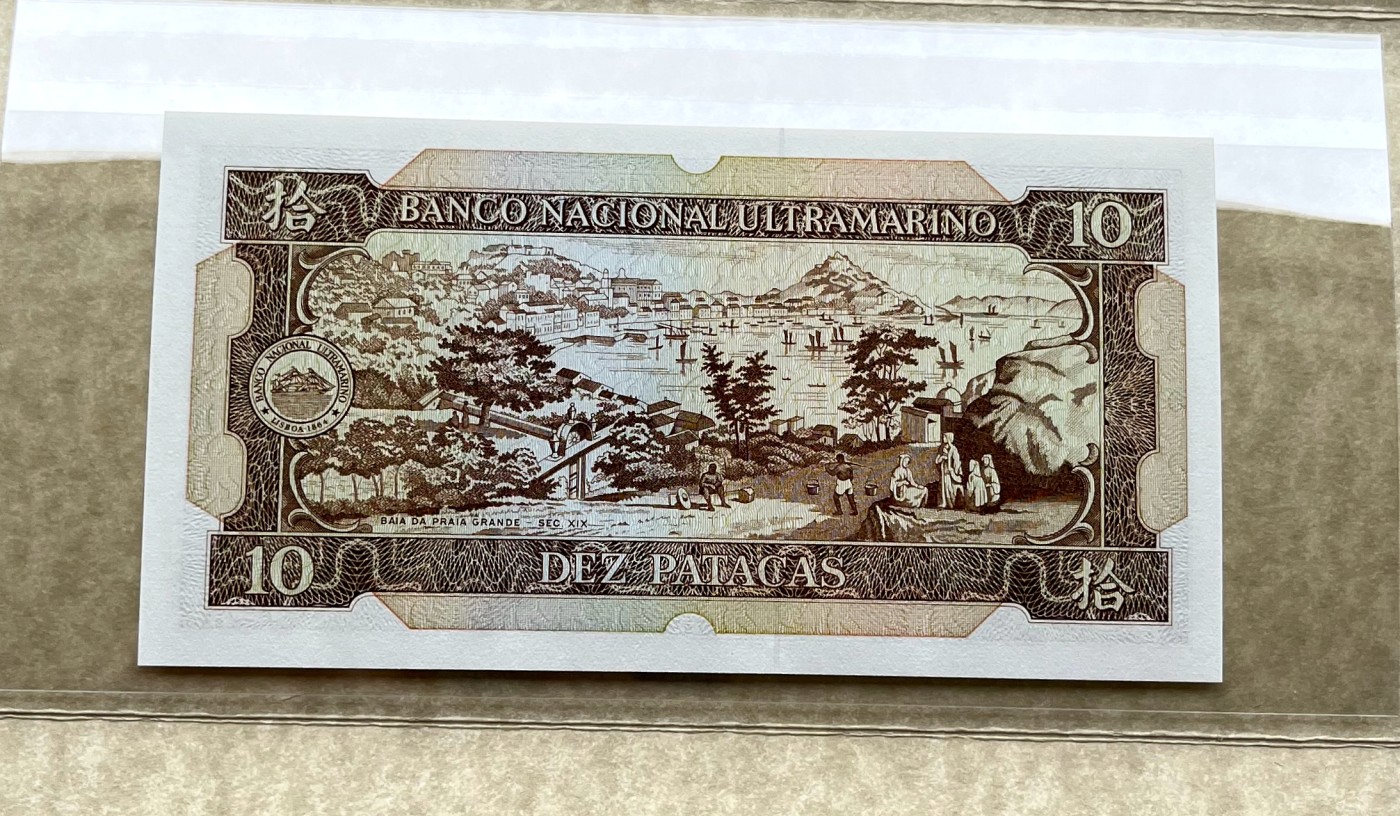 拾 BANCO NACIONAL ULTRAMARINO 10
BANCO NACIONAL ULTRAMARINO
LISBOA-1864
BAIA DA PRAIA GRANDE - SÉC. XIX
10 DEZ PATACAS 拾